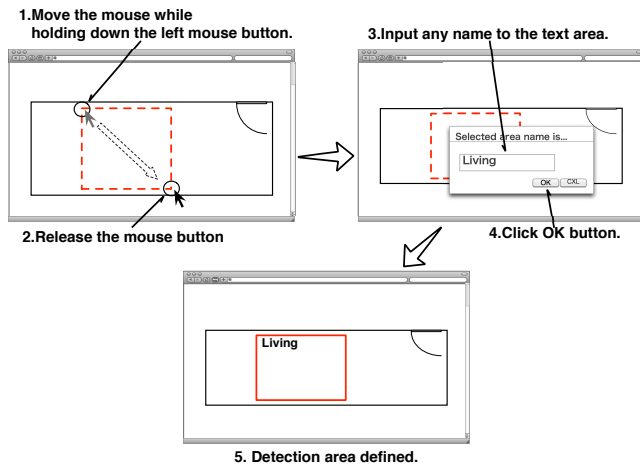 1.Move the mouse while
holding down the left mouse button.
2.Release the mouse button
3.Input any name to the text area.
Selected area name is...
Living
OK
CXL
4.Click OK button.
Living
5. Detection area defined.